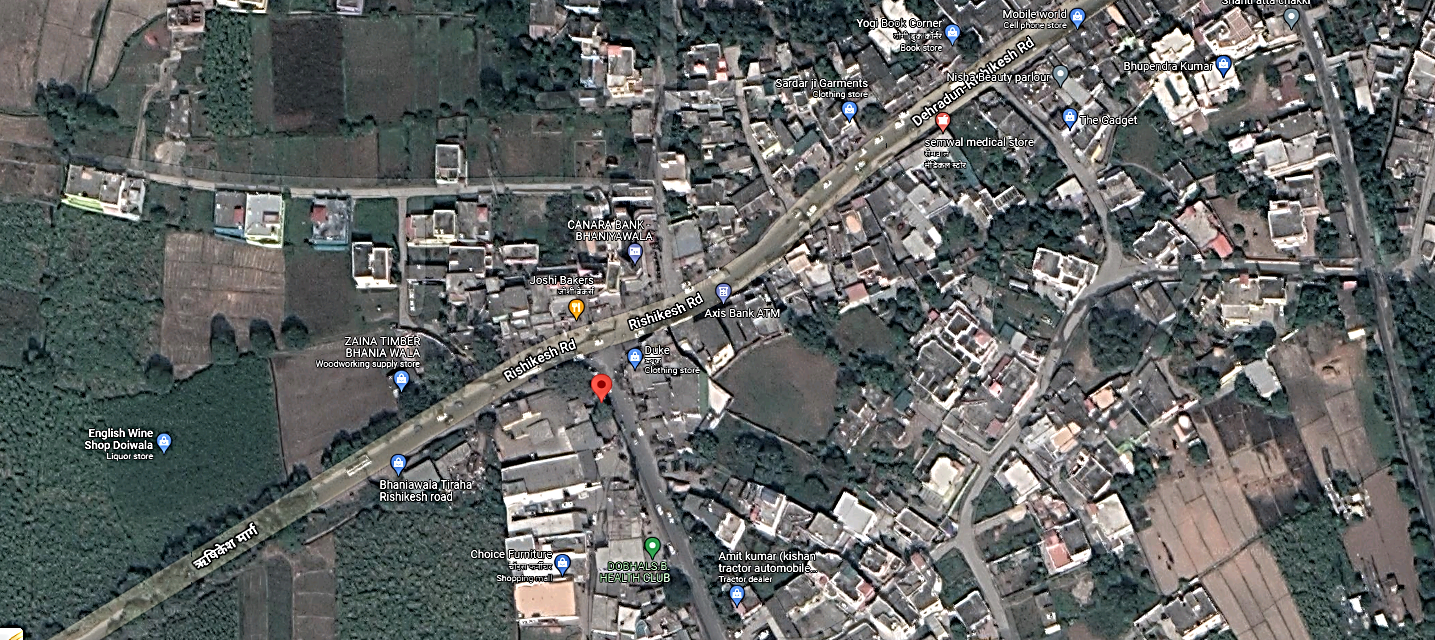 Shanti atta chakki
Mobile world
Cell phone store
Yogi Book Corner
योगी बुक कॉर्नर
Book store
Dehradun-Rishikesh Rd
Nisha Beauty parlour
Bhupendra Kumar
Sardar ji Garments
Clothing store
The Gadget
semwal medical store
सेमवाल
मेडिकल स्टोर
CANARA BANK -
BHANIYAWALA
Joshi Bakers
जोशी बेकर्स
Rishikesh Rd
Axis Bank ATM
Rishikesh Rd
ZAINA TIMBER
BHANIA WALA
Woodworking supply store
Duke
Clothing store
English Wine
Shop Doiwala
Liquor store
Bhaniawala Tiraha
Rishikesh road
ऋषिकेश मार्ग
Choice Furniture
Shopping mall
DOBHALS,B.
HEALTH CLUB
Amit kumar (kishan
tractor automobile...
Tractor dealer